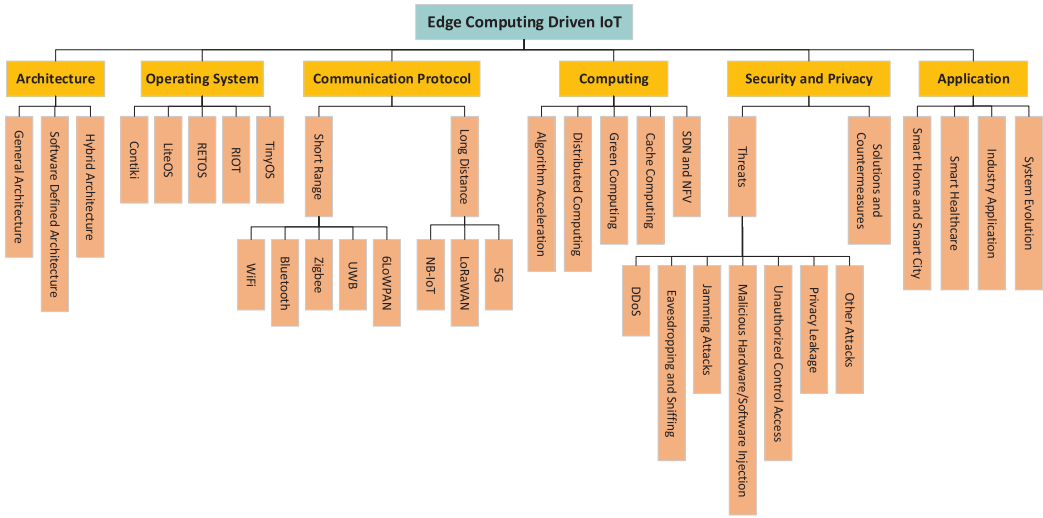 Edge Computing Driven IoT
Architecture
Operating System
Communication Protocol
Computing
Security and Privacy
Application
General Architecture
Software Defined Architecture
Hybrid Architecture
Contiki
LiteOS
RETOS
RIOT
TinyOS
Short Range
Long Distance
Algorithm Acceleration
Distributed Computing
Green Computing
Cache Computing
SDN and NFV
Threats
Solutions and
Countermeasures
Smart Home and Smart City
Smart Healthcare
Industry Application
System Evolution
WiFi
Bluetooth
Zigbee
UWB
6LoWPAN
NB-IoT
LoRaWAN
5G
DDoS
Eavesdropping and Sniffing
Jamming Attacks
Malicious Hardware/Software Injection
Unauthorized Control Access
Privacy Leakage
Other Attacks